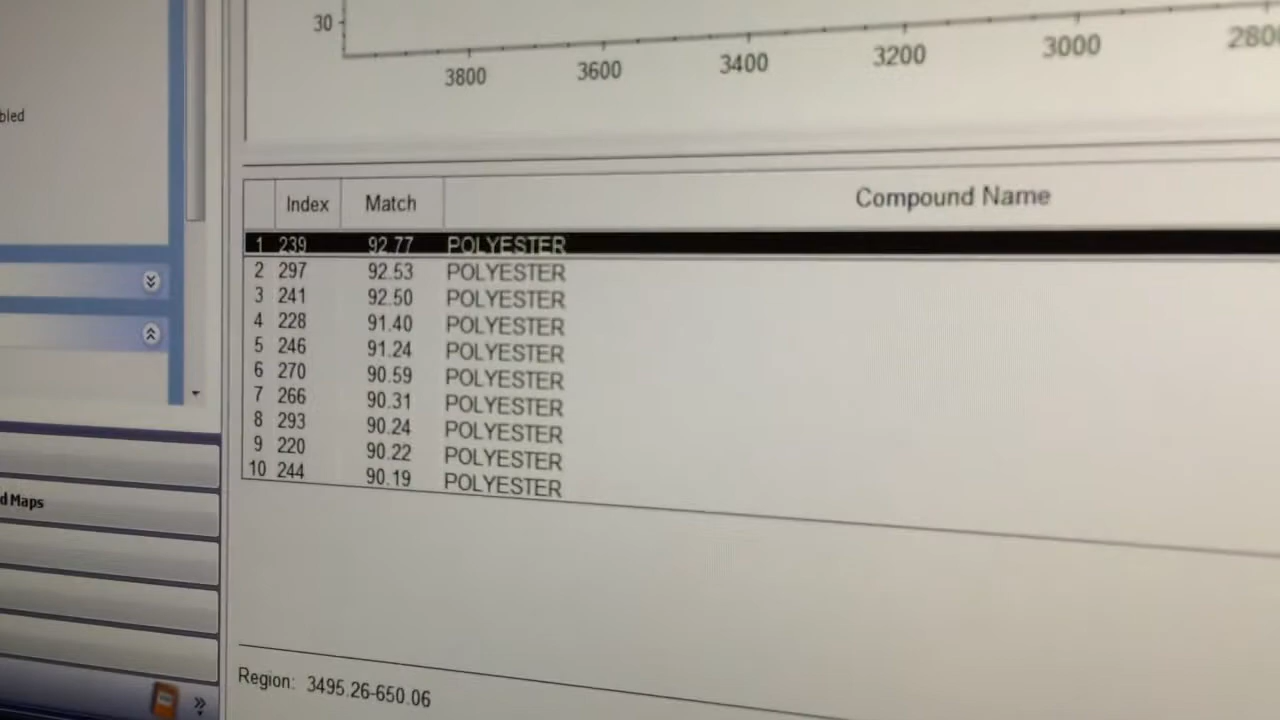 30
3800 3600 3400 3200 3000 280
bled
Index Match Compound Name
1 239 92.77 POLYESTER
2 297 92.53 POLYESTER
3 241 92.50 POLYESTER
4 228 91.40 POLYESTER
5 246 91.24 POLYESTER
6 270 90.59 POLYESTER
7 266 90.31 POLYESTER
8 293 90.24 POLYESTER
9 220 90.22 POLYESTER
10 244 90.19 POLYESTER
d Maps
Region: 3495.26-650.06